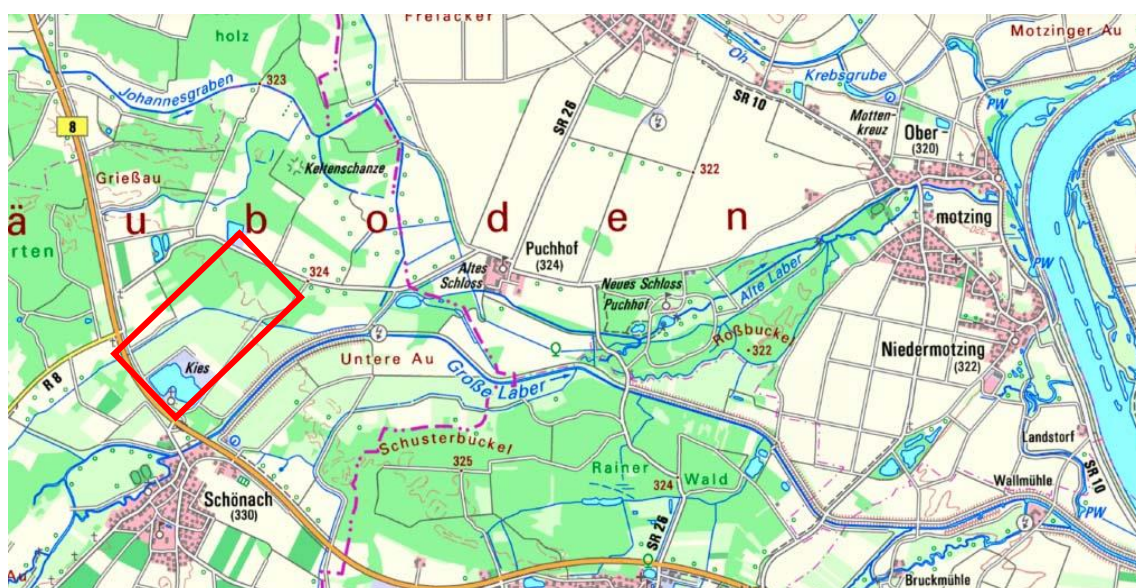 Freiacker
holz
Motzinger Au
Oh
Krebsgrube
323
Johannesgraben
SR 26
SR 10
PW
8
Motten-
kreuz
Ober-
(320)
Keltenschanze
322
Grießau
ä u b o d e n
motzing
rten
Puchhof
(324)
324
Altes
Schloss
Neues Schloss
Puchhof
Alte Laber
PW
Roßbuckel
322
Untere Au
Niedermotzing
(322)
Kies
R 8
Große Laber
Schusterbuckel
325
Landstorf
Rainer
Wald
324
Wallmühle
SR 10
Schönach
(330)
SR 26
PW
Au
Bruckmühle